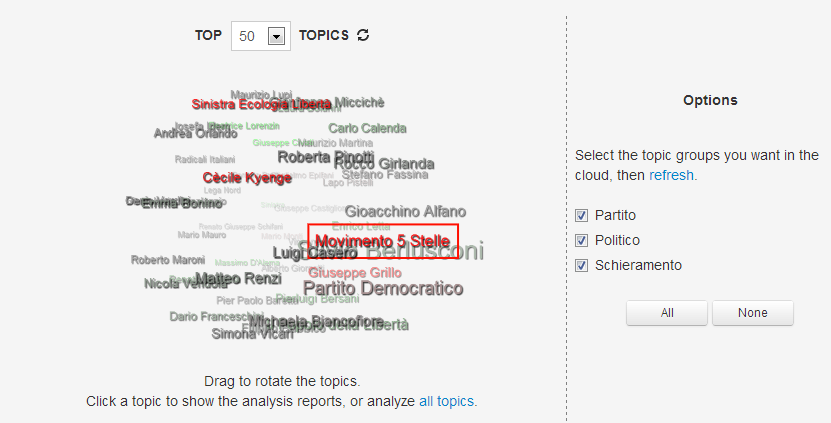 TOP 50 TOPICS
Maurizio Lupi
Sinistra Ecologia Libertà
Miccichè
Beatrice Lorenzin
Carlo Calenda
Andrea Orlando
Maurizio Martina
Radicali Italiani
Roberta Pinotti
Rocco Girlanda
Cècile Kyenge
Stefano Fassina
Lapo Pistelli
Lega Nord
Emma Bonino
Giuseppe Castiglione
Gioacchino Alfano
Renato Giuseppe Schifani
Enrico Letta
Mario Mauro
Movimento 5 Stelle
Berlusconi
Luigi Casero
Roberto Maroni
Massimo D'Alema
Giuseppe Grillo
Matteo Renzi
Nicola Vendola
Partito Democratico
Pier Paolo Baretta
Pierluigi Bersani
Dario Franceschini
Michaela Biancofiore
della Libertà
Simona Vicari
Drag to rotate the topics.
Click a topic to show the analysis reports, or analyze all topics.
Options
Select the topic groups you want in the
cloud, then refresh.
Partito
Politico
Schieramento
All None